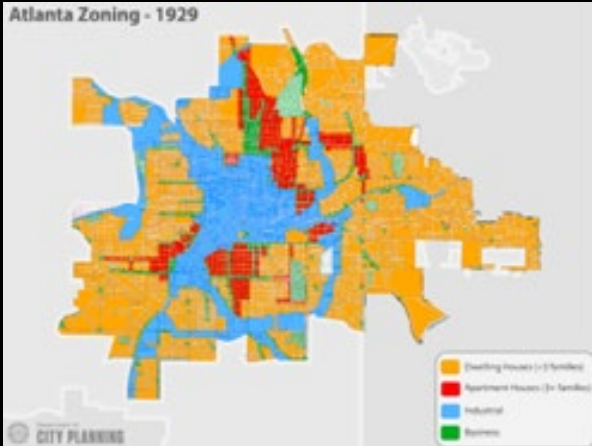 Atlanta Zoning - 1929
Dwelling Houses (<3 families)
Apartment Houses (3+ families)
Industrial
Business
CITY PLANNING